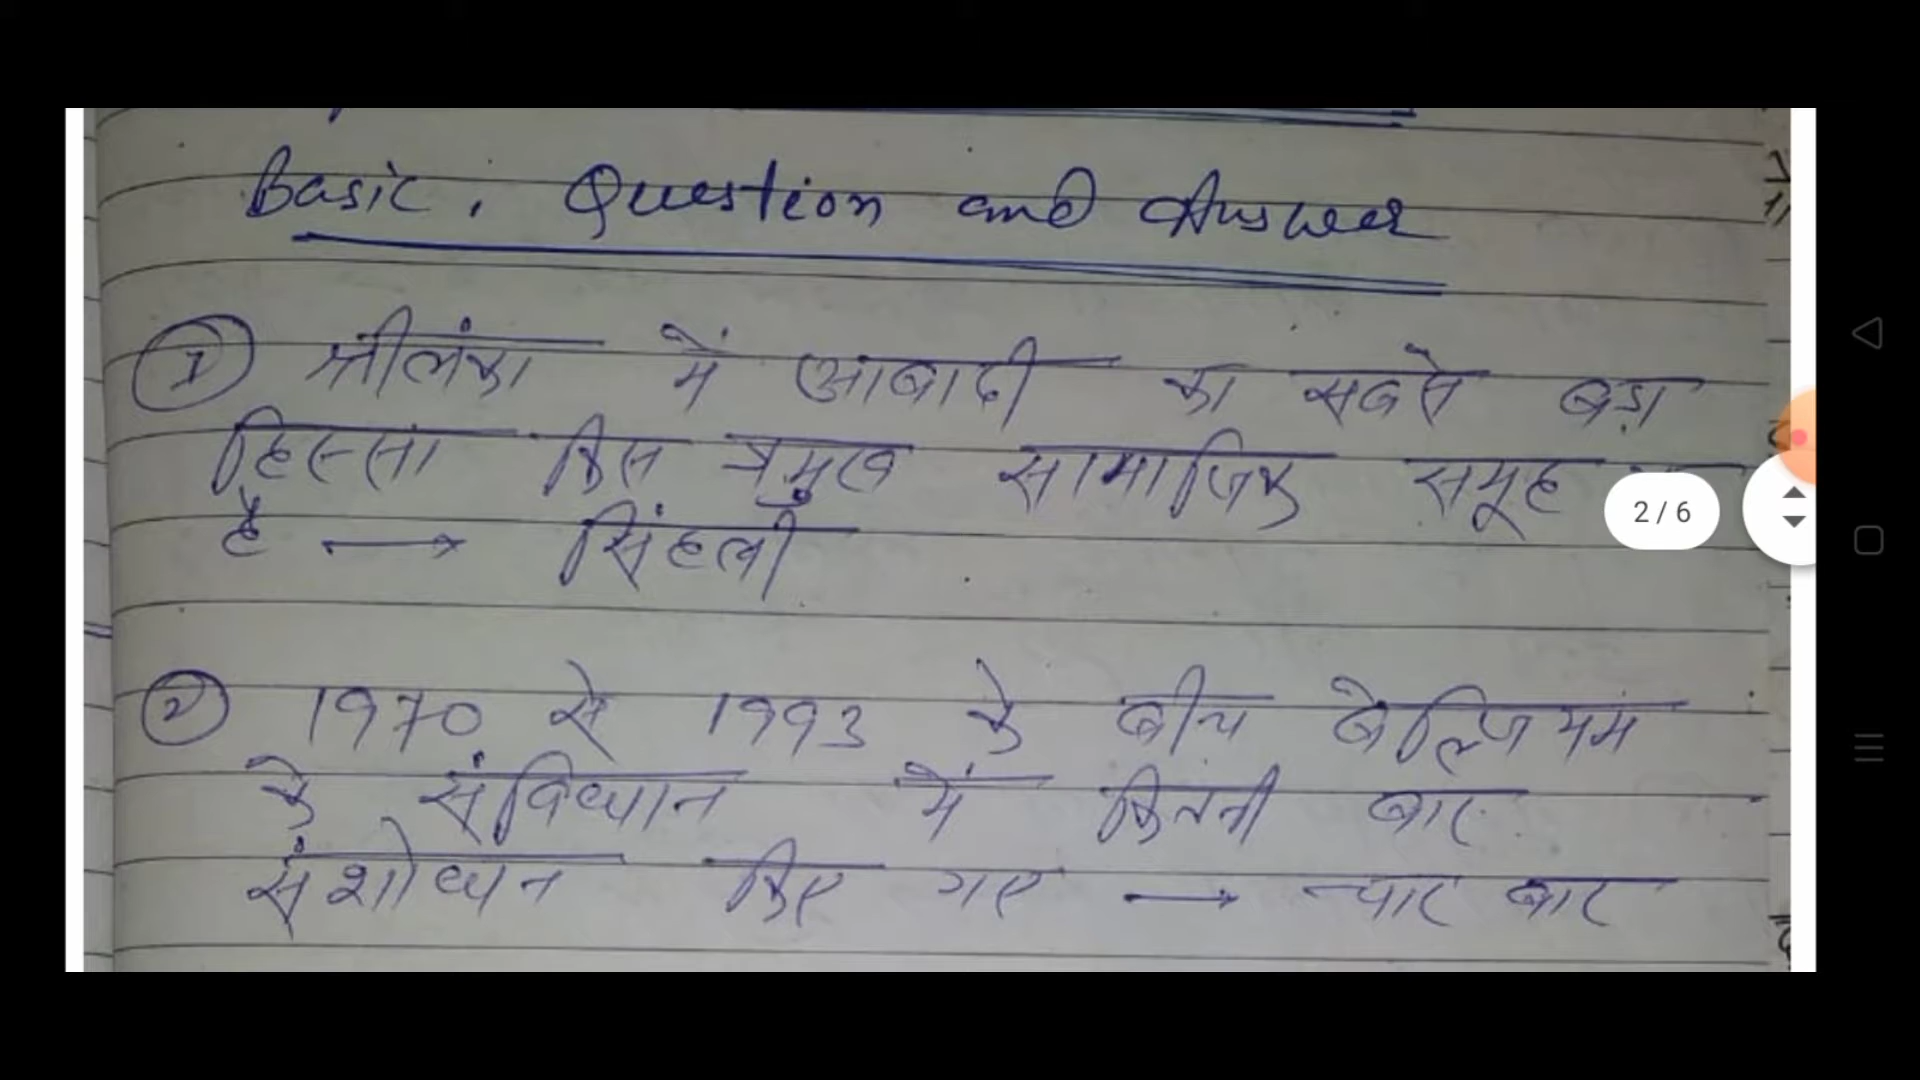 Basic. Question and Answer
① श्रीलंका में आबादी का सबसे बड़ा
हिस्सा किस प्रमुख सामाजिक समूह
है → सिंहली
2/6
② 1970 से 1993 के बीच बेल्जियम
के संविधान में कितनी बार
संशोधन किए गए → चार बार